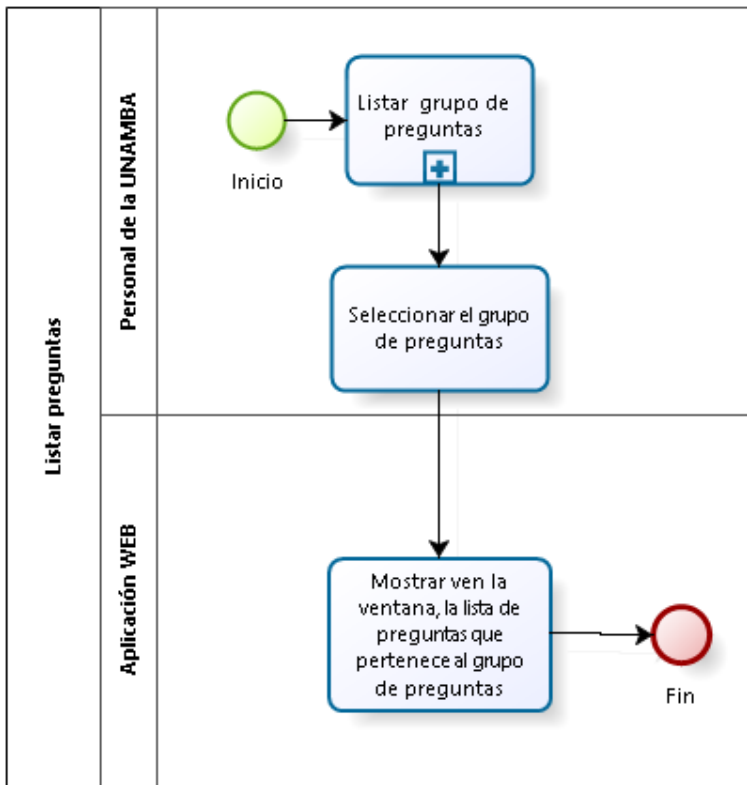 Listar preguntas
Personal de la UNAMBA
Inicio
Listar grupo de
preguntas
Seleccionar el grupo
de preguntas
Aplicación WEB
Mostrar ven la
ventana, la lista de
preguntas que
pertenece al grupo
de preguntas
Fin